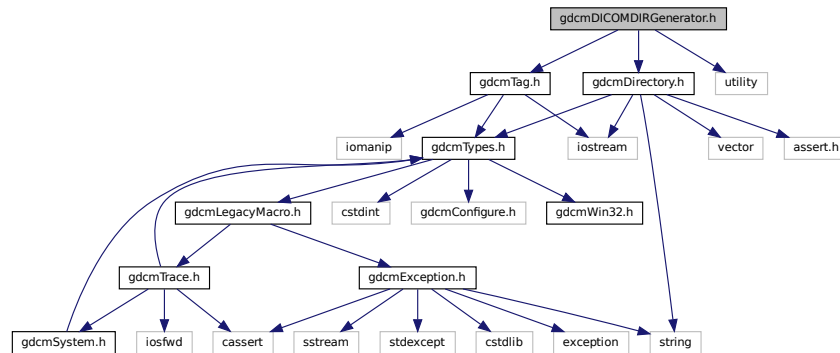 gdcmDICOMDIRGenerator.h
gdcmTag.h
gdcmDirectory.h
utility
iomanip
gdcmTypes.h
iostream
vector
assert.h
gdcmLegacyMacro.h
cstdint
gdcmConfigure.h
gdcmWin32.h
gdcmTrace.h
gdcmException.h
gdcmSystem.h
iosfwd
cassert
sstream
stdexcept
cstdlib
exception
string